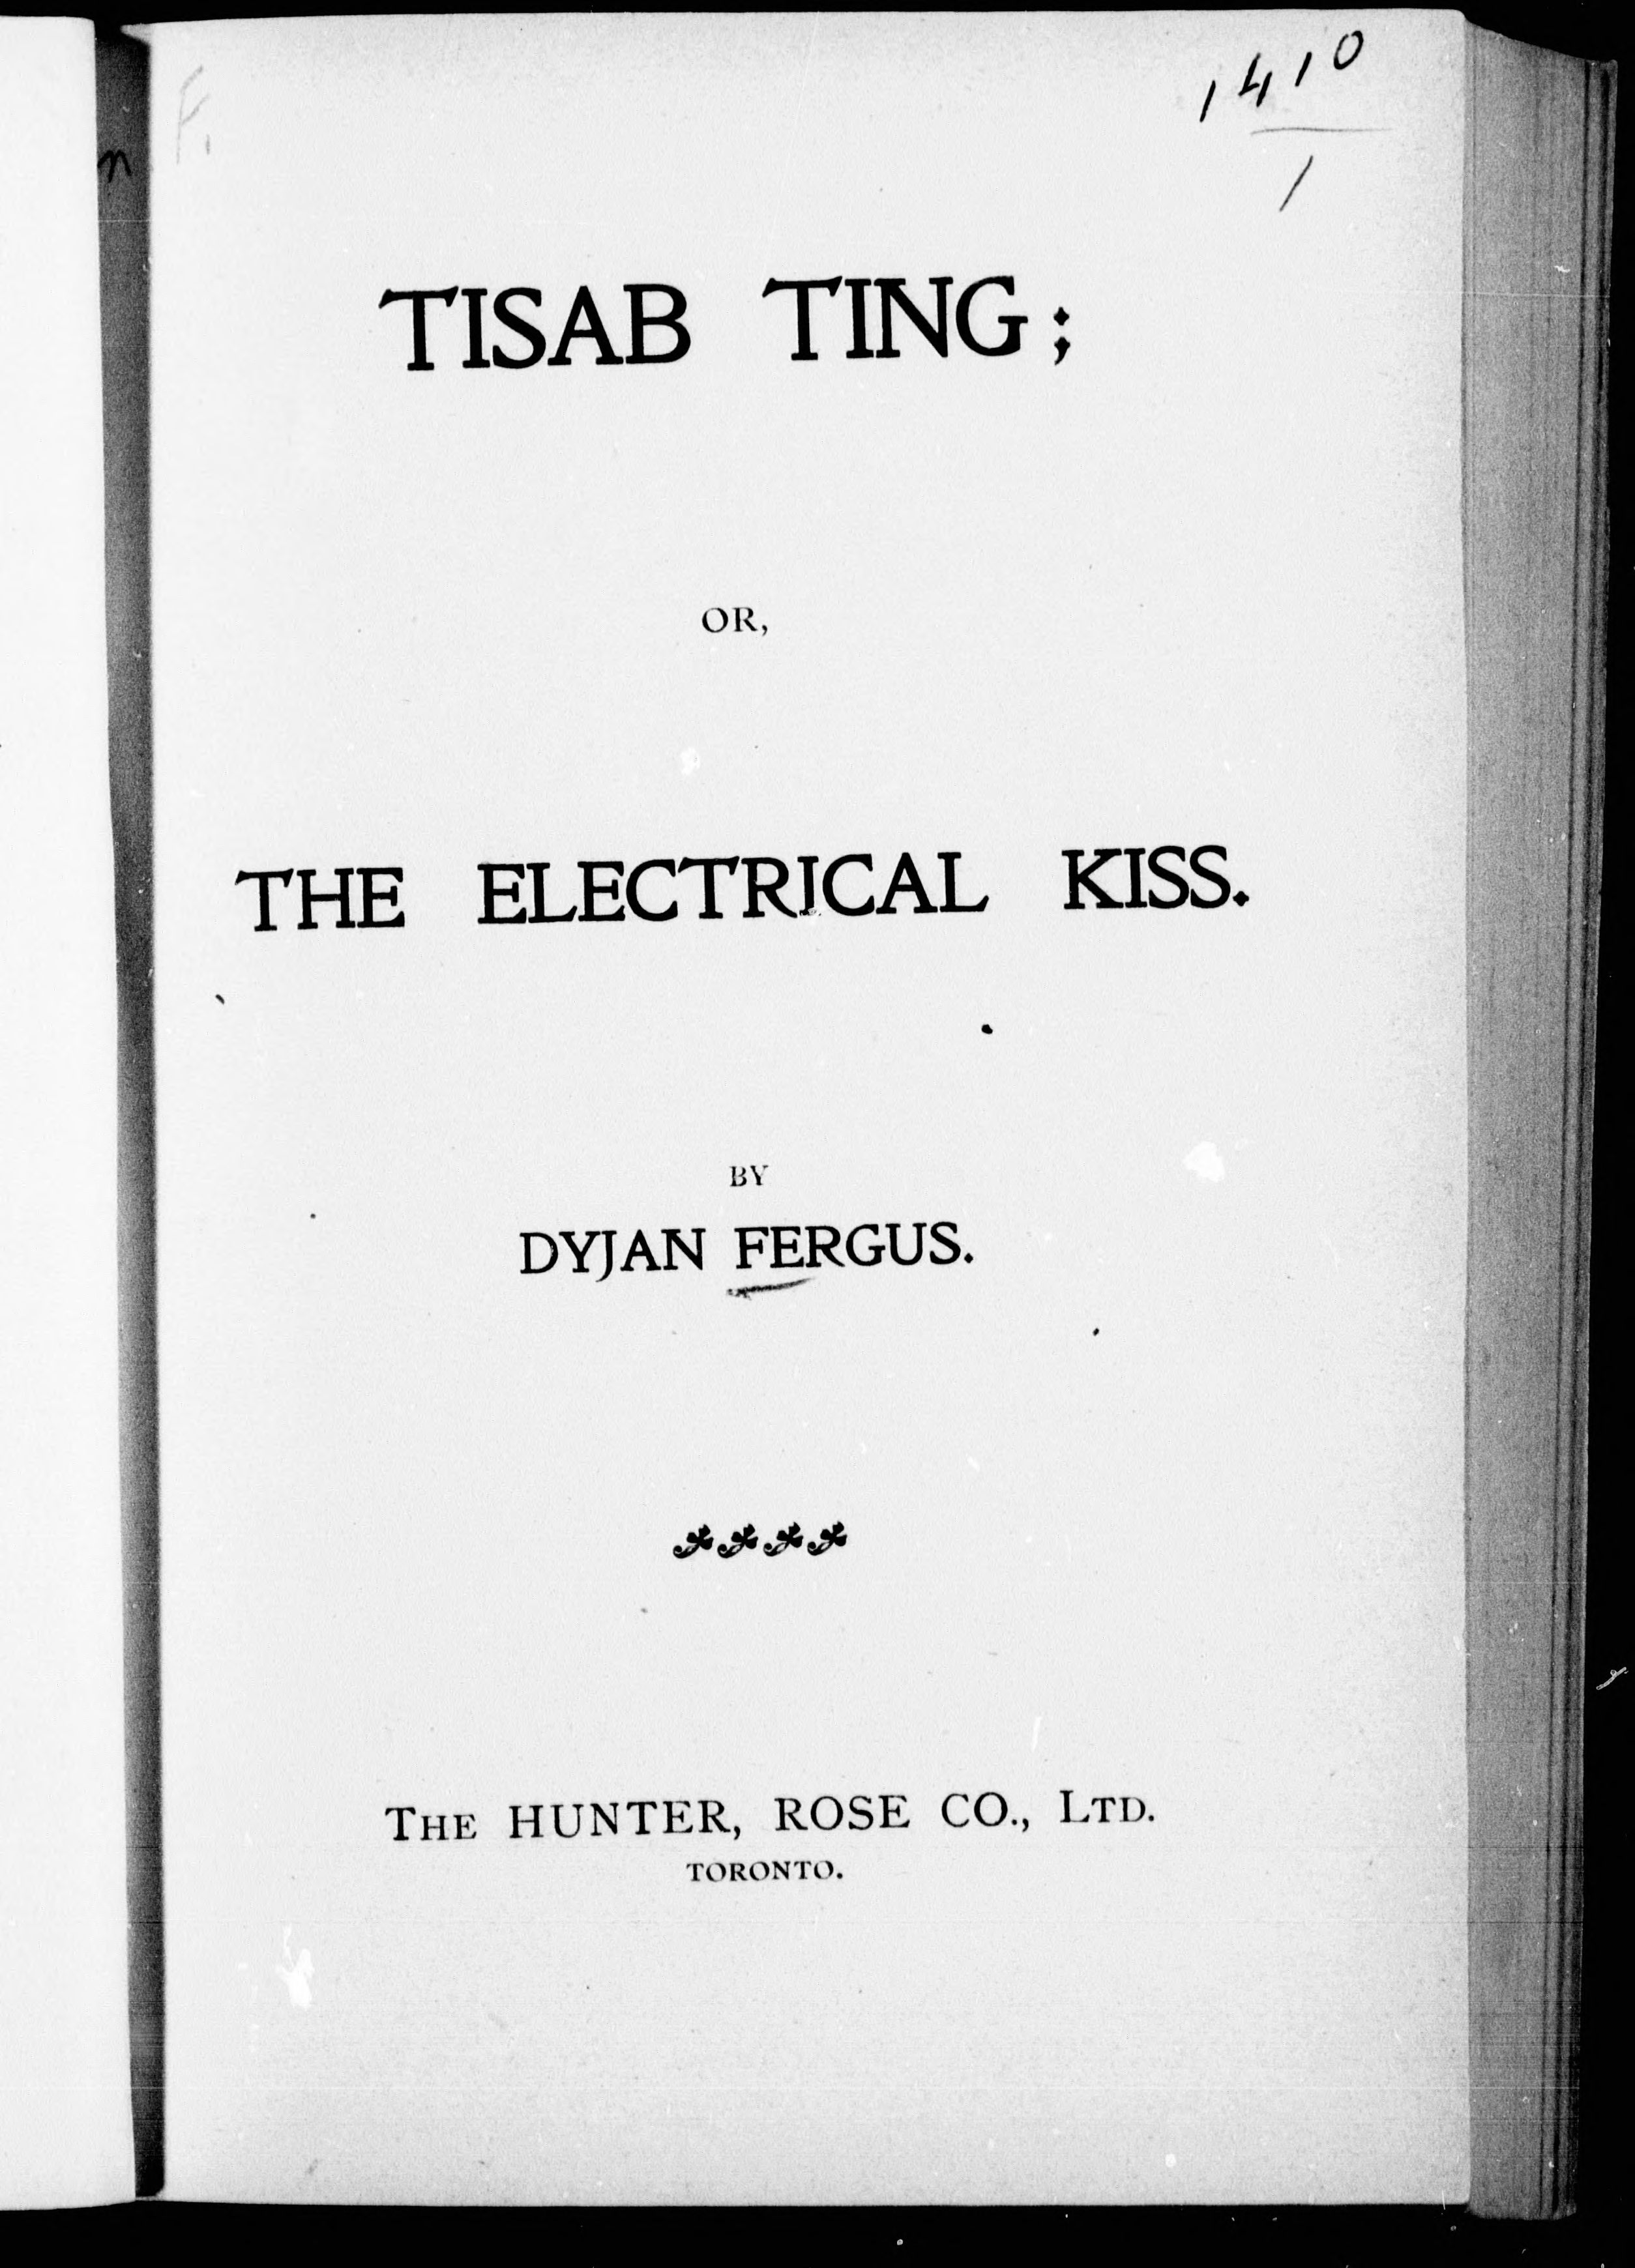 1410
1
F.
n
TISAB TING;
OR,
THE ELECTRICAL KISS.
BY
DYJAN FERGUS.
THE HUNTER, ROSE CO., LTD.
TORONTO.